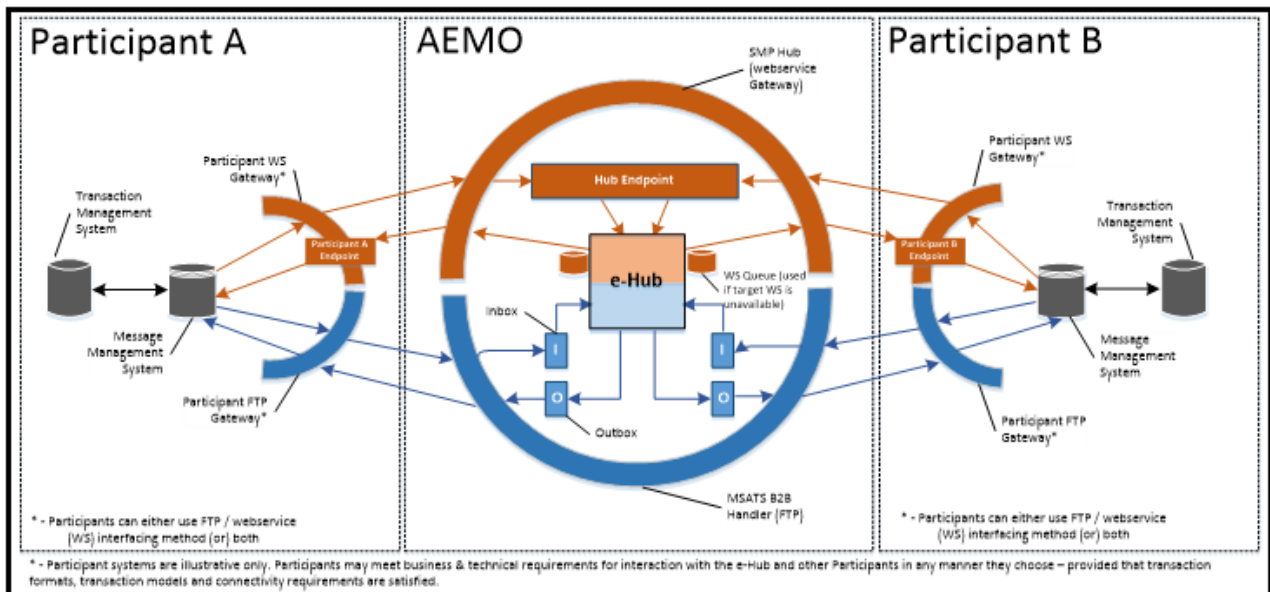 Participant A
AEMO
Participant B
SMP Hub
(webservice
Gateway)
Participant WS
Gateway*
Participant WS
Gateway*
Transaction
Management
System
Transaction
Management
System
Hub Endpoint
Participant A
Endpoint
Participant B
Endpoint
e-Hub
WS Queue (used
if target WS is
unavailable)
Inbox
I
I
Message
Management
System
Message
Management
System
O
O
Outbox
Participant FTP
Gateway*
Participant FTP
Gateway*
MSATS B2B
Handler (FTP)
* - Participants can either use FTP / webservice
(WS) interfacing method (or) both
* - Participants can either use FTP / webservice
(WS) interfacing method (or) both
* - Participant systems are illustrative only. Participants may meet business & technical requirements for interaction with the e-Hub and other Participants in any manner they choose – provided that transaction
formats, transaction models and connectivity requirements are satisfied.